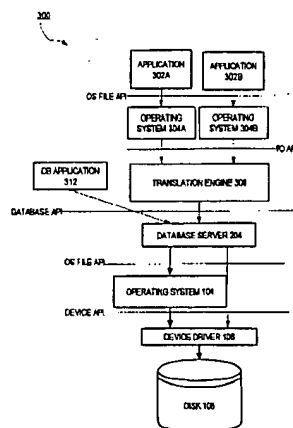 300
APPLICATION
302A
APPLICATION
302B
OS FILE API
OPERATING
SYSTEM 304A
OPERATING
SYSTEM 304B
TO AP
TRANSLATION ENGINE 308
DB APPLICATION
312
DATABASE API
DATABASE SERVER 204
OS FILE API
OPERATING SYSTEM 104
DEVICE API
DEVICE DRIVER 106
DISK 108